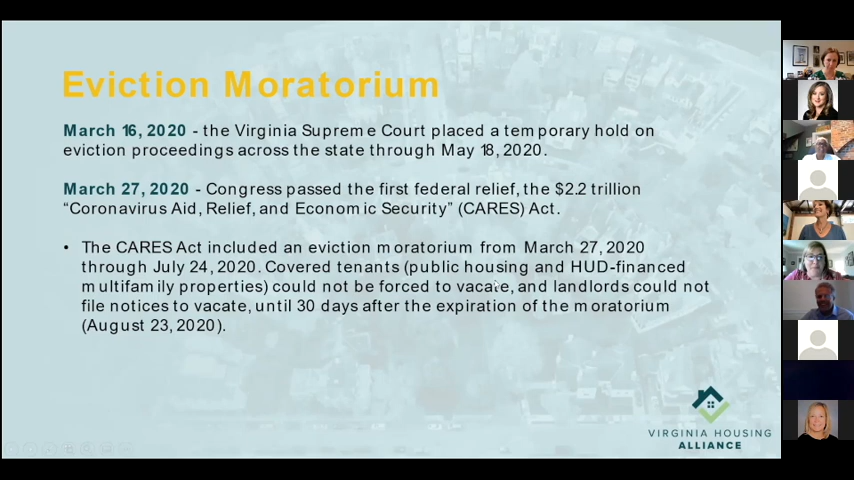 Eviction Moratorium
March 16, 2020 - the Virginia Supreme Court placed a temporary hold on
eviction proceedings across the state through May 18, 2020.
March 27, 2020 - Congress passed the first federal relief, the $2.2 trillion
“Coronavirus Aid, Relief, and Economic Security” (CARES) Act.
• The CARES Act included an eviction moratorium from March 27, 2020
through July 24, 2020. Covered tenants (public housing and HUD-financed
multifamily properties) could not be forced to vacate, and landlords could not
file notices to vacate, until 30 days after the expiration of the moratorium
(August 23, 2020).
VIRGINIA HOUSING
ALLIANCE